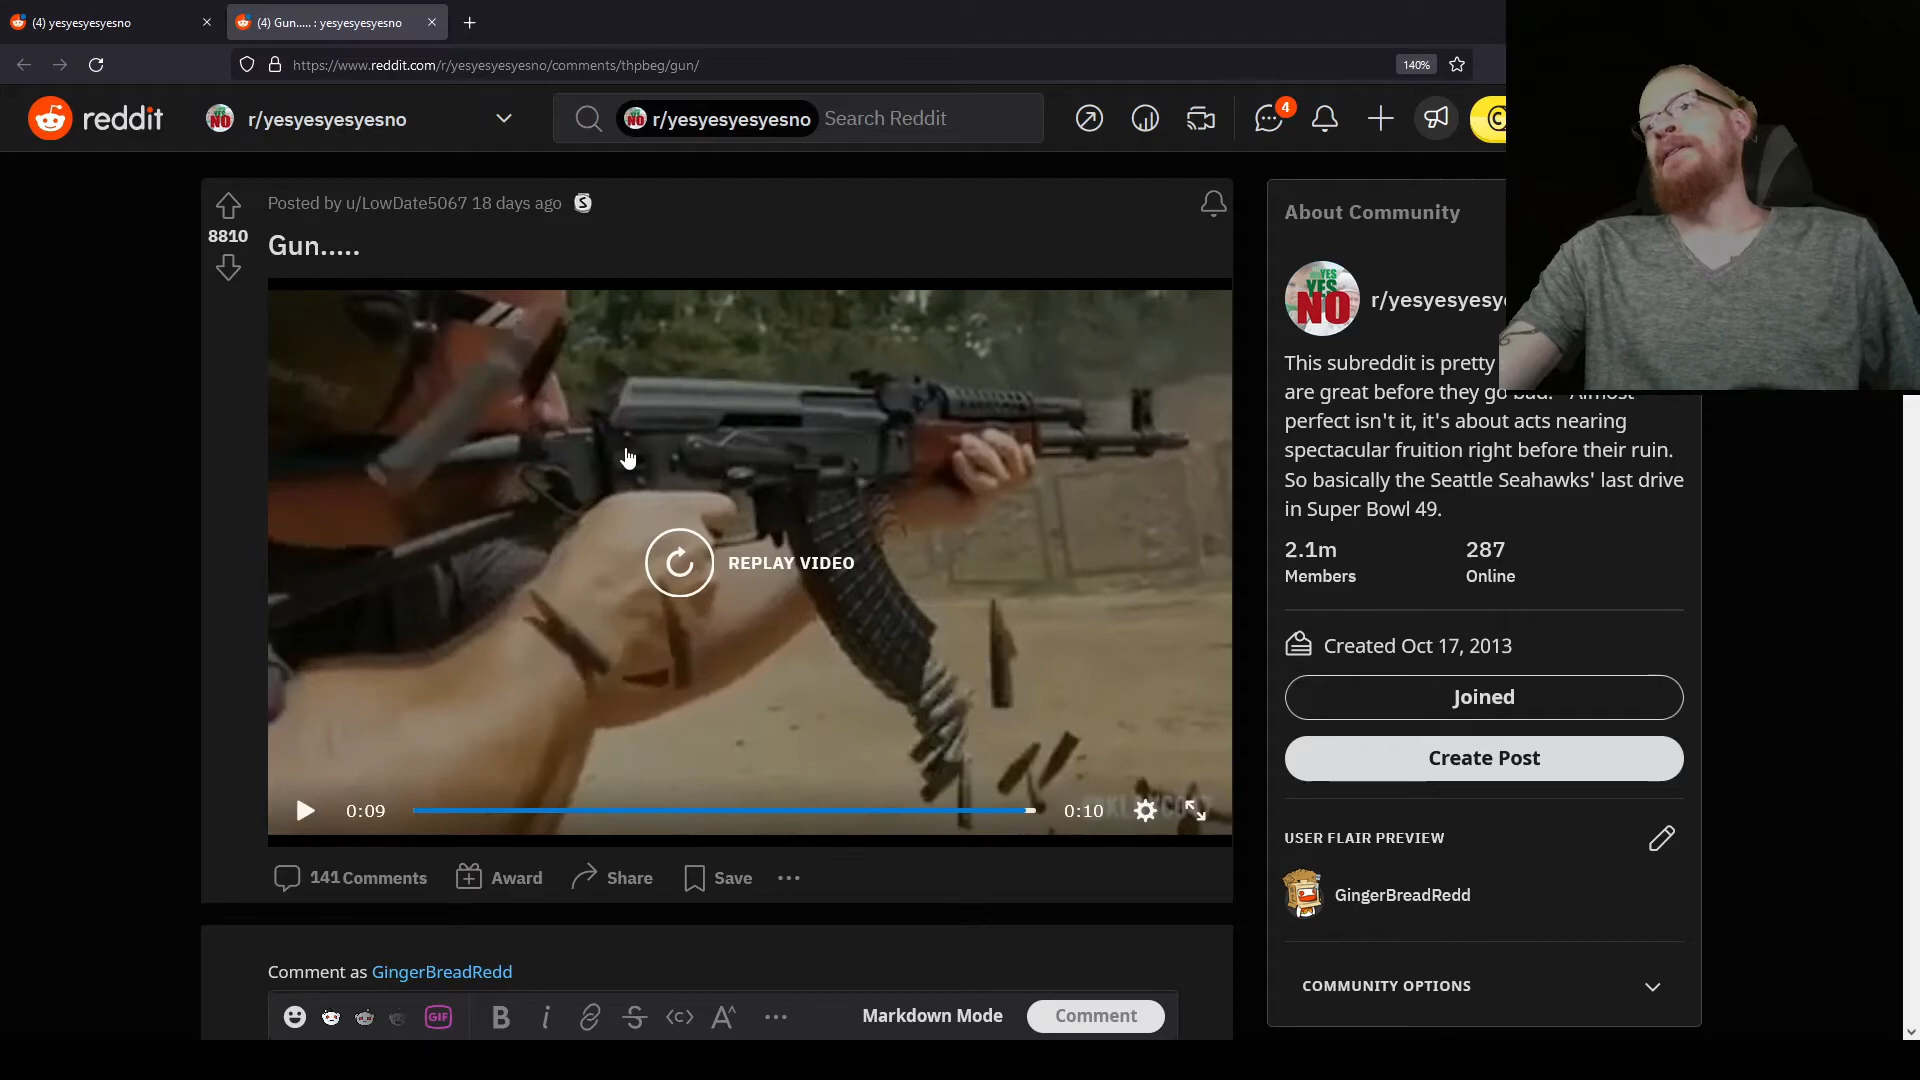 (4) yesyesyesyesno
(4) Gun..... : yesyesyesyesno
https://www.reddit.com/r/yesyesyesyesno/comments/thpbeg/gun/
140%
reddit
r/yesyesyesyesno
r/yesyesyesyesno
Search Reddit
4
Posted by u/LowDate5067 18 days ago
8810
Gun.....
REPLAY VIDEO
0:09
0:10
141 Comments
Award
Share
Save
Comment as GingerBreadRedd
GIF
B
i
Markdown Mode
Comment
About Community
YES
YES
NO
r/yesyesyesy
This subreddit is pretty
are great before they go bad. "Almost
perfect isn't it, it's about acts nearing
spectacular fruition right before their ruin.
So basically the Seattle Seahawks' last drive
in Super Bowl 49.
2.1m
Members
287
Online
Created Oct 17, 2013
Joined
Create Post
USER FLAIR PREVIEW
GingerBreadRedd
COMMUNITY OPTIONS